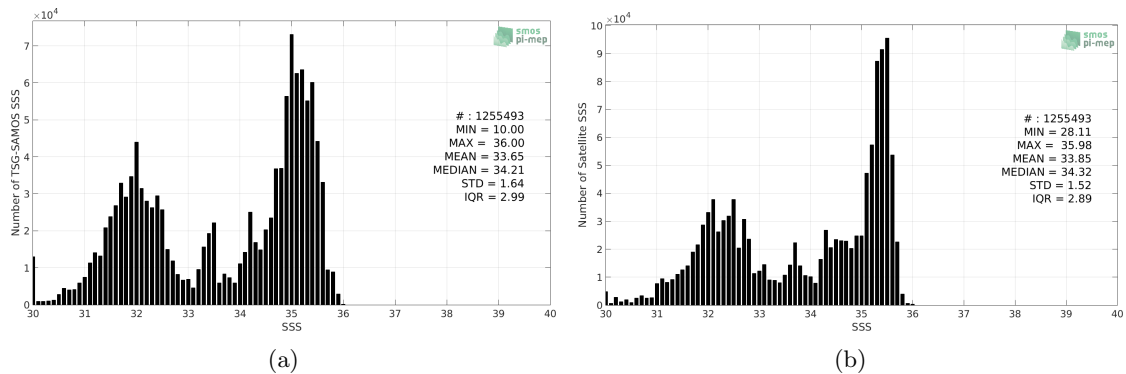 ×10⁴
7
6
5
4
3
2
1
0
Number of TSG-SAMOS SSS
30 31 32 33 34 35 36 37 38 39 40
SSS
smos
pi-mep
# : 1255493
MIN = 10.00
MAX = 36.00
MEAN = 33.65
MEDIAN = 34.21
STD = 1.64
IQR = 2.99
(a)
×10⁴
10
9
8
7
6
5
4
3
2
1
0
Number of Satellite SSS
30 31 32 33 34 35 36 37 38 39 40
SSS
smos
pi-mep
# : 1255493
MIN = 28.11
MAX = 35.98
MEAN = 33.85
MEDIAN = 34.32
STD = 1.52
IQR = 2.89
(b)